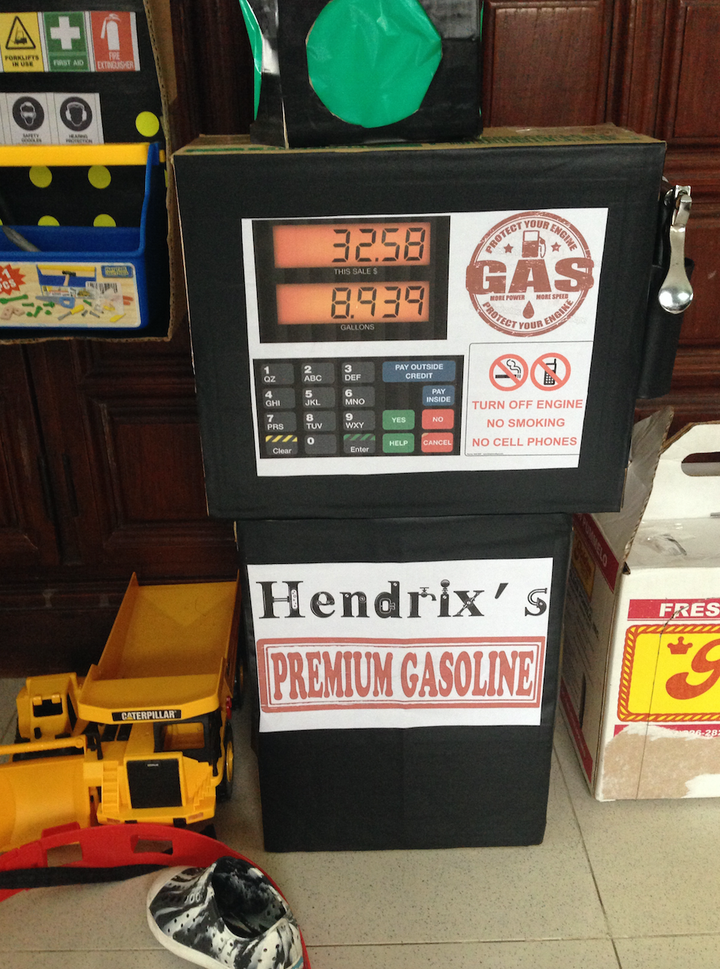 FORKLIFTS
IN USE
FIRST AID
FIRE
EXTINGUISHER
SAFETY
GOGGLES
HEARING
PROTECTION
32.58
THIS SALE $
8.939
GALLONS
PROTECT YOUR ENGINE
GAS
MORE POWER MORE SPEED
PROTECT YOUR ENGINE
1 2 3 PAY OUTSIDE
QZ ABC DEF CREDIT
4 5 6 PAY
GHI JKL MNO INSIDE
7 8 9 YES NO
PRS TUV WXY
0 HELP CANCEL
Clear Enter
TURN OFF ENGINE
NO SMOKING
NO CELL PHONES
Hendrix's
PREMIUM GASOLINE
CATERPILLAR
FRES